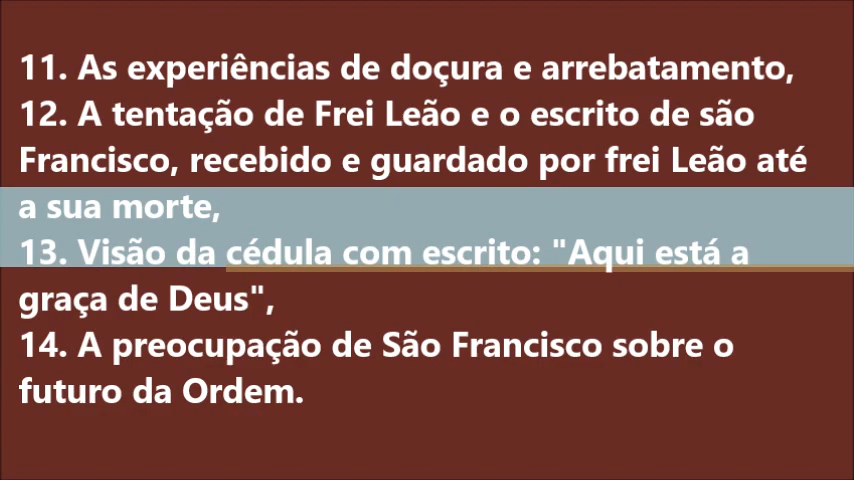 11. As experiências de doçura e arrebatamento,
12. A tentação de Frei Leão e o escrito de são
Francisco, recebido e guardado por frei Leão até
a sua morte,
13. Visão da cédula com escrito: "Aqui está a
graça de Deus",
14. A preocupação de São Francisco sobre o
futuro da Ordem.